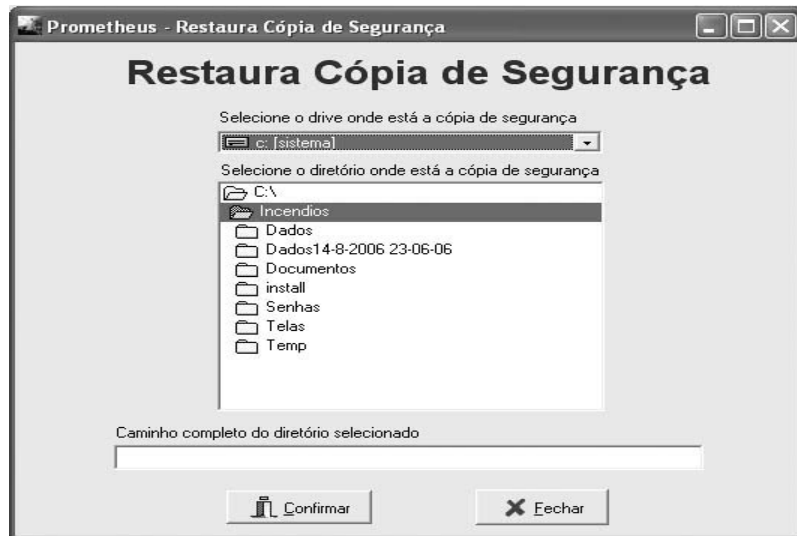 Prometheus - Restaura Cópia de Segurança
Restaura Cópia de Segurança
Selecione o drive onde está a cópia de segurança
c: [sistema]
Selecione o diretório onde está a cópia de segurança
C:\
Incendios
Dados
Dados14-8-2006 23-06-06
Documentos
install
Senhas
Telas
Temp
Caminho completo do diretório selecionado
Confirmar
Fechar